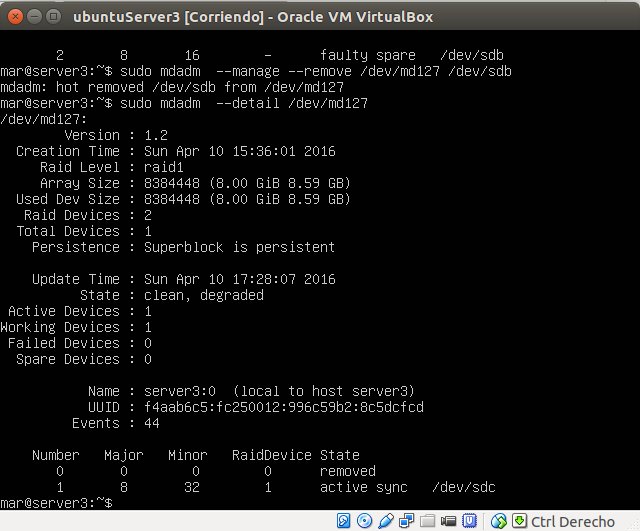 ubuntuServer3 [Corriendo] - Oracle VM VirtualBox
2 8 16 - faulty spare /dev/sdb
mar@server3:~$ sudo mdadm --manage --remove /dev/md127 /dev/sdb
mdadm: hot removed /dev/sdb from /dev/md127
mar@server3:~$ sudo mdadm --detail /dev/md127
/dev/md127:
Version : 1.2
Creation Time : Sun Apr 10 15:36:01 2016
Raid Level : raid1
Array Size : 8384448 (8.00 GiB 8.59 GB)
Used Dev Size : 8384448 (8.00 GiB 8.59 GB)
Raid Devices : 2
Total Devices : 1
Persistence : Superblock is persistent
Update Time : Sun Apr 10 17:28:07 2016
State : clean, degraded
Active Devices : 1
Working Devices : 1
Failed Devices : 0
Spare Devices : 0
Name : server3:0 (local to host server3)
UUID : f4aab6c5:fc250012:996c59b2:8c5dcfcd
Events : 44
Number Major Minor RaidDevice State
0 0 0 0 removed
1 8 32 1 active sync /dev/sdc
mar@server3:~$
Ctrl Derecho